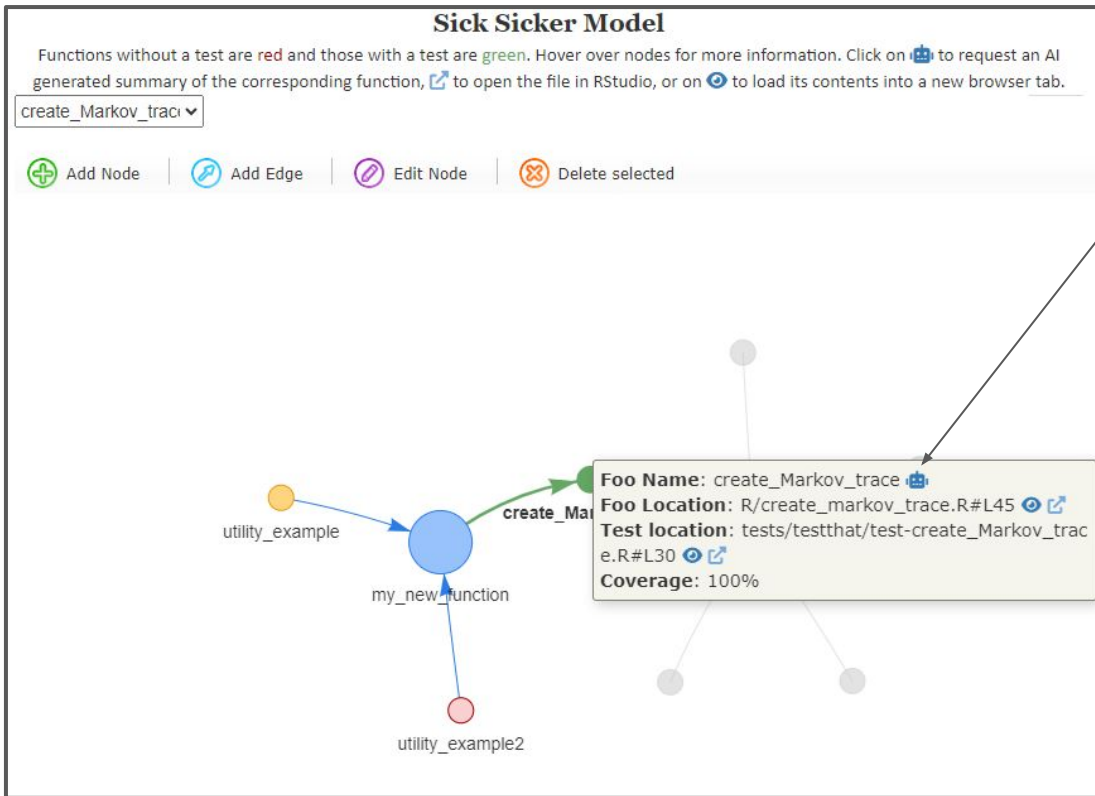 Sick Sicker Model
Functions without a test are red and those with a test are green. Hover over nodes for more information. Click on to request an AI
generated summary of the corresponding function, to open the file in RStudio, or on to load its contents into a new browser tab.
create_Markov_trac
Add Node
Add Edge
Edit Node
Delete selected
Foo Name: create_Markov_trace
Foo Location: R/create_markov_trace.R#L45
Test location: tests/testthat/test-create_Markov_trac
e.R#L30
Coverage: 100%
create_Mar
utility_example
my_new_function
utility_example2